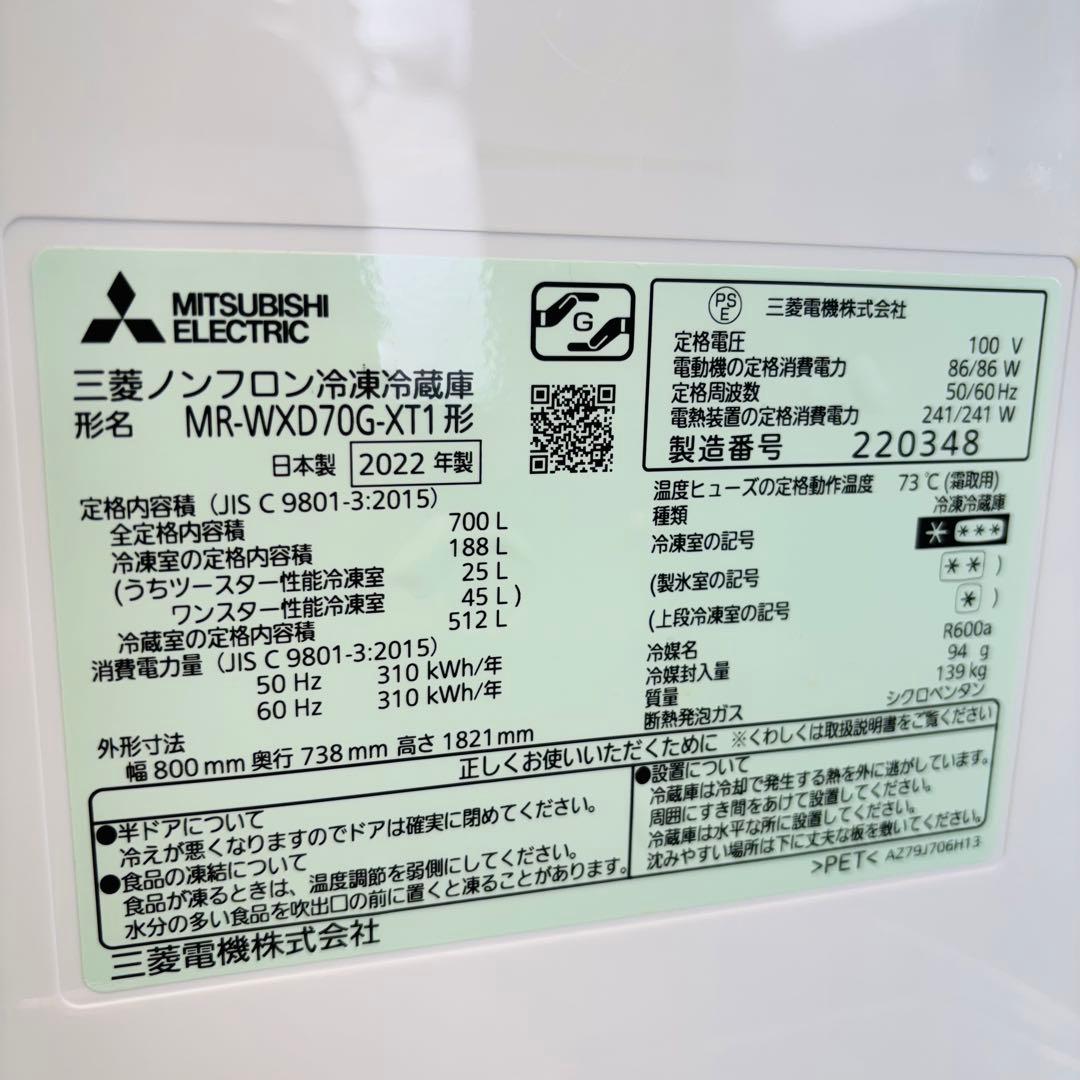 MITSUBISHI
ELECTRIC
三菱ノンフロン冷凍冷蔵庫
形名 MR-WXD70G-XT1形
日本製 2022年製
定格内容積（JIS C 9801-3:2015）
全定格内容積 700 L
冷凍室の定格内容積 188 L
(うちツースター性能冷凍室 25 L
ワンスター性能冷凍室 45 L )
冷蔵室の定格内容積 512 L
消費電力量（JIS C 9801-3:2015）
50 Hz 310 kWh/年
60 Hz 310 kWh/年
外形寸法
幅 800 mm 奥行 738 mm 高さ 1821 mm
G
PS
E
三菱電機株式会社
定格電圧 100 V
電動機の定格消費電力 86/86 W
定格周波数 50/60 Hz
電熱装置の定格消費電力 241/241 W
製造番号 220348
温度ヒューズの定格動作温度 73℃(霜取用)
種類 冷凍冷蔵庫
冷凍室の記号 * ***
(製氷室の記号 ** )
(上段冷凍室の記号 * )
冷媒名 R600a
冷媒封入量 94 g
質量 139 kg
断熱発泡ガス シクロペンタン
正しくお使いいただくために ※くわしくは取扱説明書をご覧ください
●半ドアについて
冷えが悪くなりますのでドアは確実に閉めてください。
●食品の凍結について
食品が凍るときは、温度調節を弱側にしてください。
水分の多い食品を吹出口の前に置くと凍ることがあります。
●設置について
冷蔵庫は冷却で発生する熱を外に逃がしています。
周囲にすき間をあけて設置してください。
冷蔵庫は水平な所に設置してください。
沈みやすい場所は下に丈夫な板を敷いてください。
>PET< AZ79J706H13
三菱電機株式会社